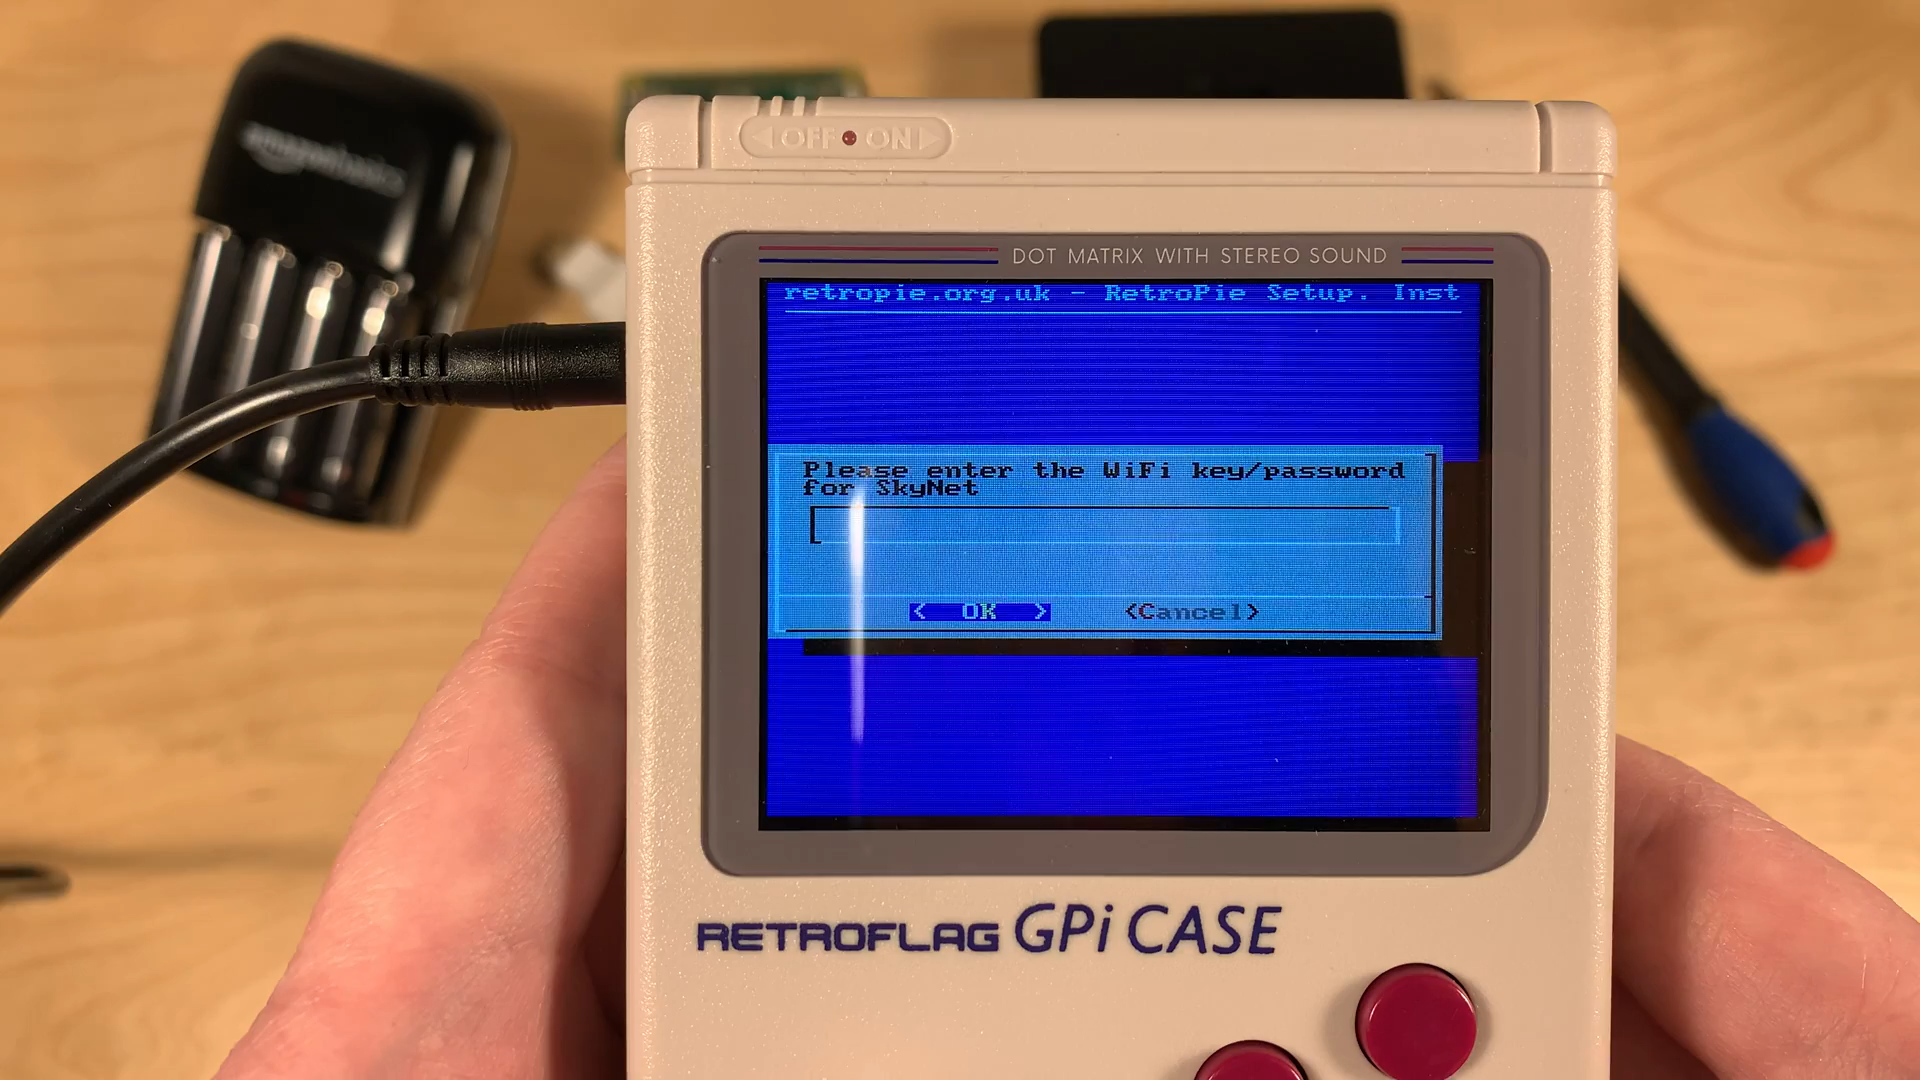 amazonbasics
OFF ON
DOT MATRIX WITH STEREO SOUND
retropie.org.uk - RetroPie Setup. Inst
Please enter the WiFi key/password
for SkyNet
< OK > <Cancel>
RETROFLAG GPi CASE